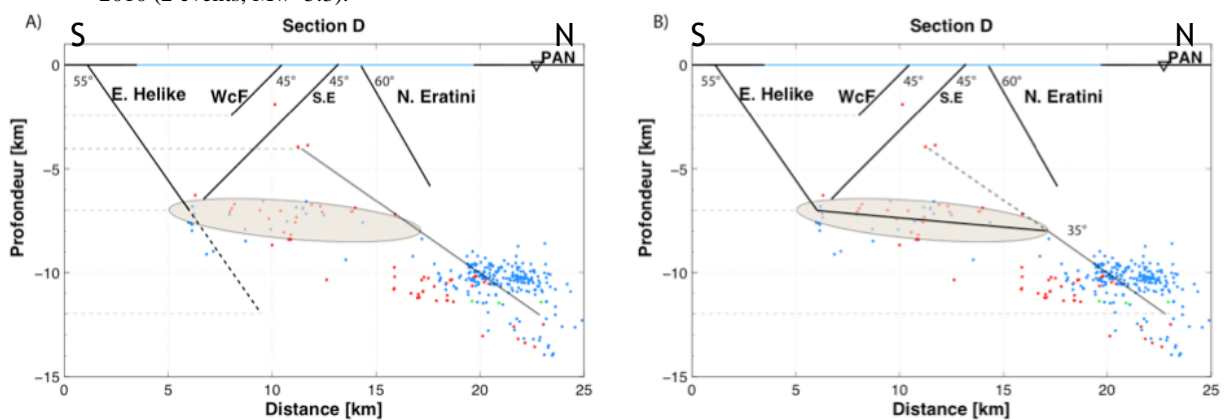 2010 (2 events, Mw~5.5).
A)
Section D
S
N
PAN
0
55°
45°
45°
60°
E. Helike
WcF
S.E
N. Eratini
Profondeur [km]
−5
−10
−15
0
5
10
15
20
25
Distance [km]
B)
Section D
S
N
PAN
0
55°
45°
45°
60°
E. Helike
WcF
S.E
N. Eratini
Profondeur [km]
−5
35°
−10
−15
0
5
10
15
20
25
Distance [km]